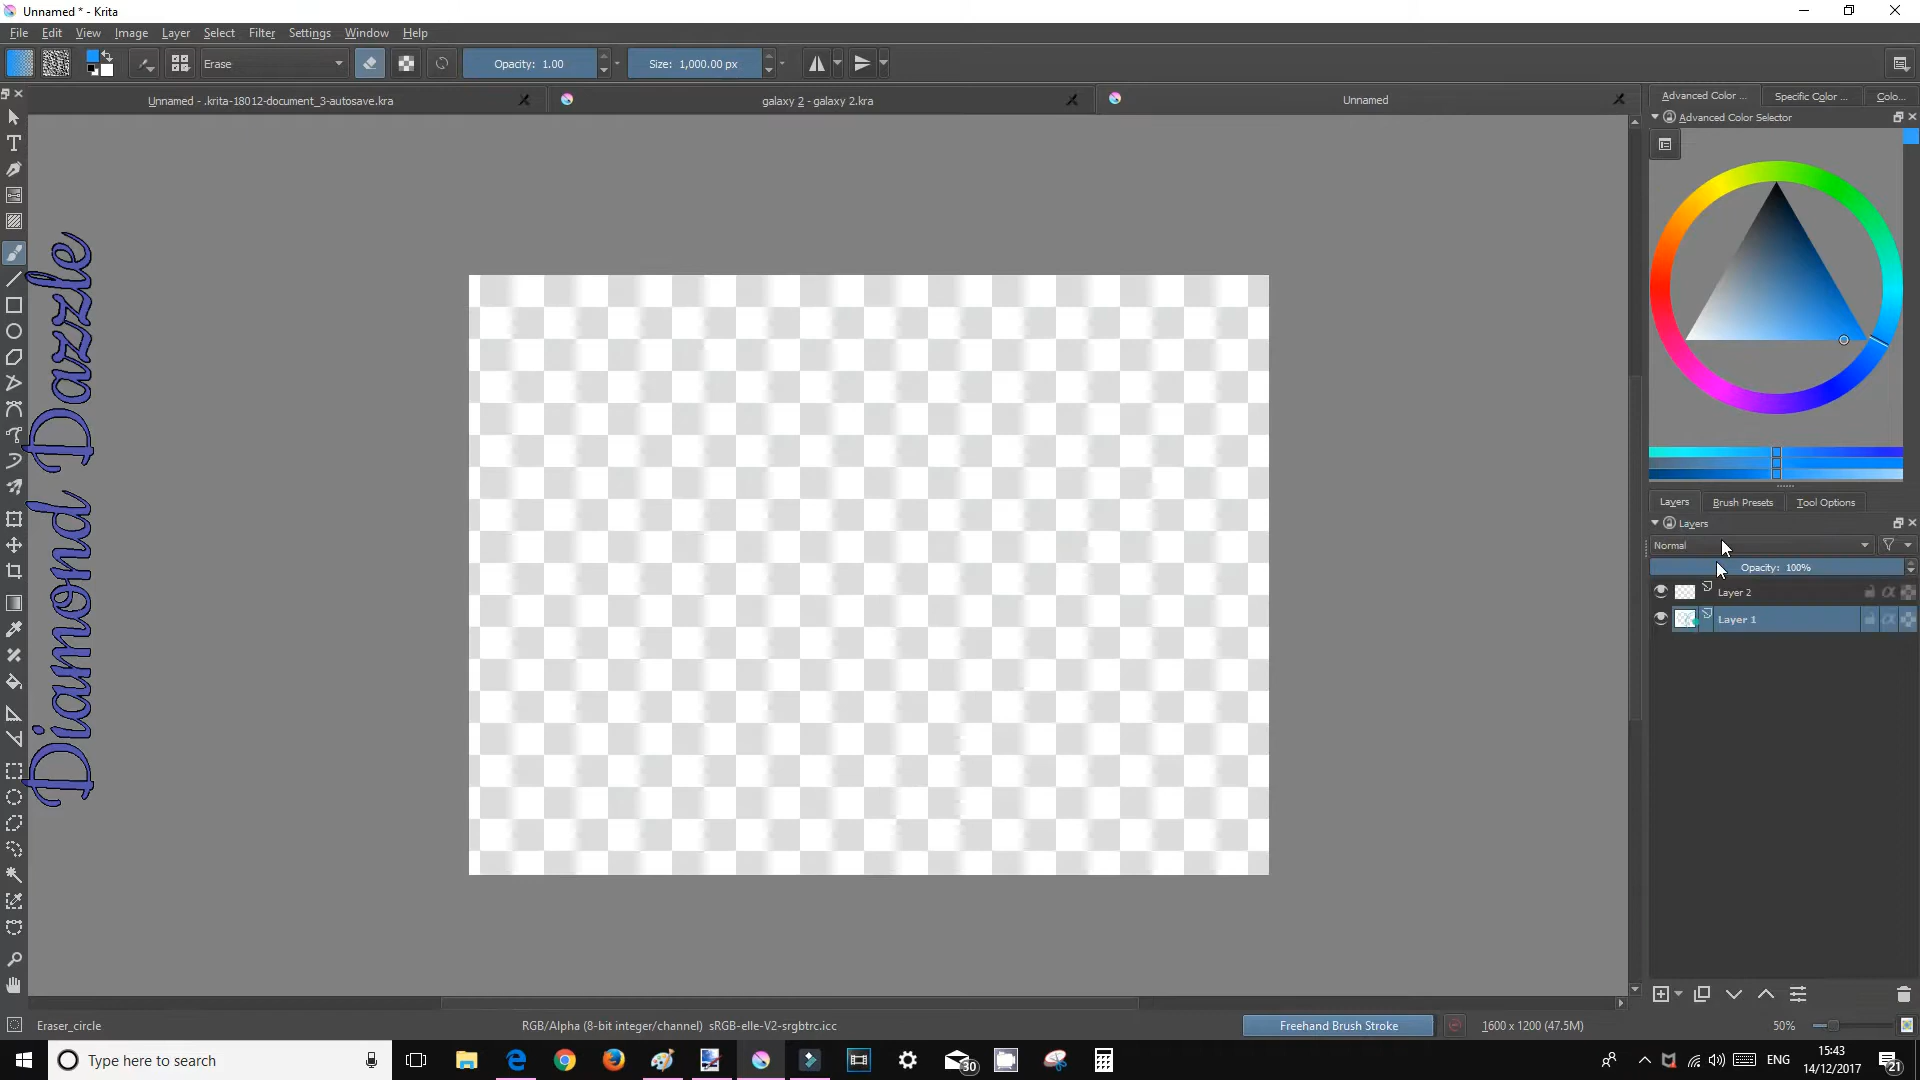 Unnamed * - Krita
File Edit View Image Layer Select Filter Settings Window Help
Erase Opacity: 1.00 Size: 1,000.00 px
Unnamed - .krita-18012-document_3-autosave.kra galaxy 2 - galaxy 2.kra Unnamed
Advanced Color ... Specific Color ... Colo...
Advanced Color Selector
Diamond Dazzle
Layers Brush Presets Tool Options
Layers
Normal
Opacity: 100%
Layer 2
Layer 1
Eraser_circle RGB/Alpha (8-bit integer/channel) sRGB-elle-V2-srgbtrc.icc Freehand Brush Stroke 1600 x 1200 (47.5M) 50%
Type here to search 30 ENG 15:43 21
14/12/2017